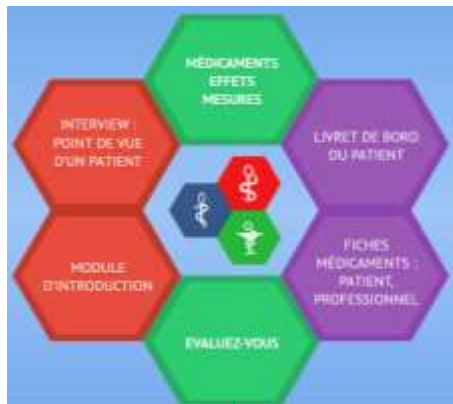 MÉDICAMENTS
EFFETS
MESURES
INTERVIEW :
POINT DE VUE
D'UN PATIENT
LIVRET DE BORD
DU PATIENT
MODULE
D'INTRODUCTION
FICHES
MÉDICAMENTS :
PATIENT,
PROFESSIONNEL
EVALUEZ-VOUS